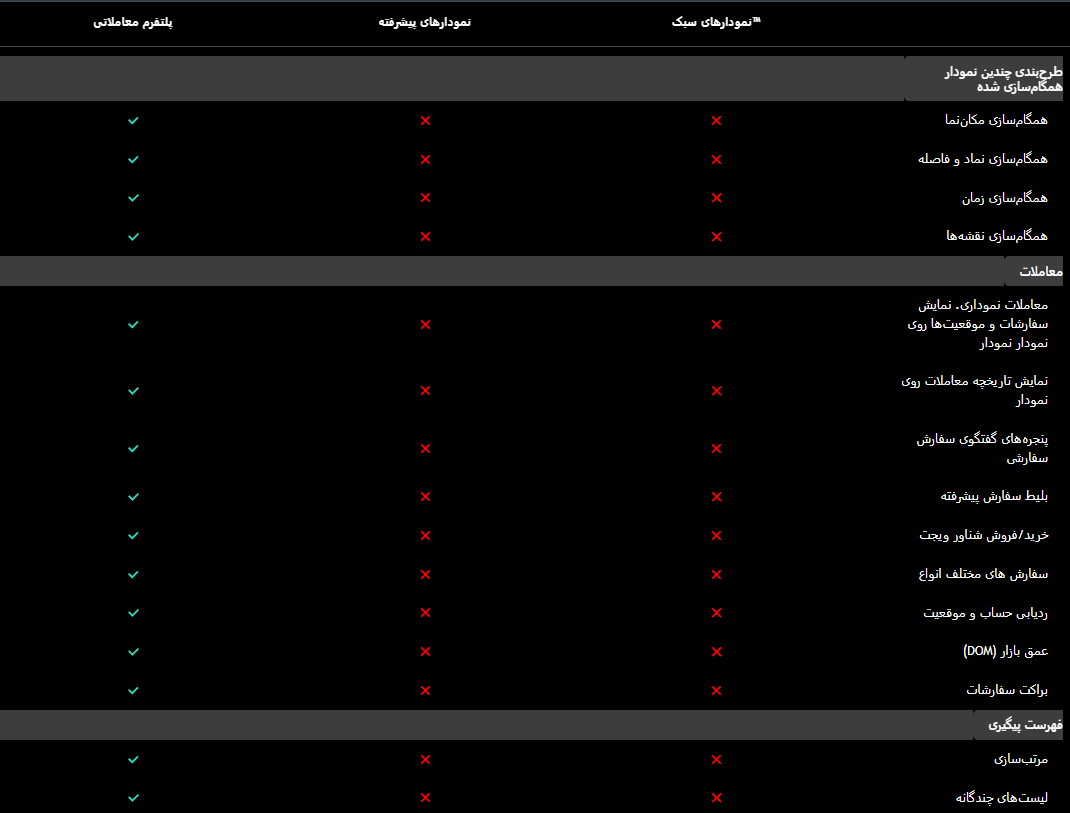 نمودارهای سبک™
نمودارهای پیشرفته
پلتفرم معاملاتی
طرح‌بندی چندین نمودار
همگام‌سازی شده
همگام‌سازی مکان‌نما
همگام‌سازی نماد و فاصله
همگام‌سازی زمان
همگام‌سازی نقشه‌ها
معاملات
معاملات نموداری. نمایش
سفارشات و موقعیت‌ها روی
نمودار نمودار
نمایش تاریخچه معاملات روی
نمودار
پنجره‌های گفتگوی سفارش
سفارشی
بلیط سفارش پیشرفته
خرید/فروش شناور ویجت
سفارش های مختلف انواع
ردیابی حساب و موقعیت
عمق بازار (DOM)
براکت سفارشات
فهرست پیگیری
مرتب‌سازی
لیست‌های چندگانه